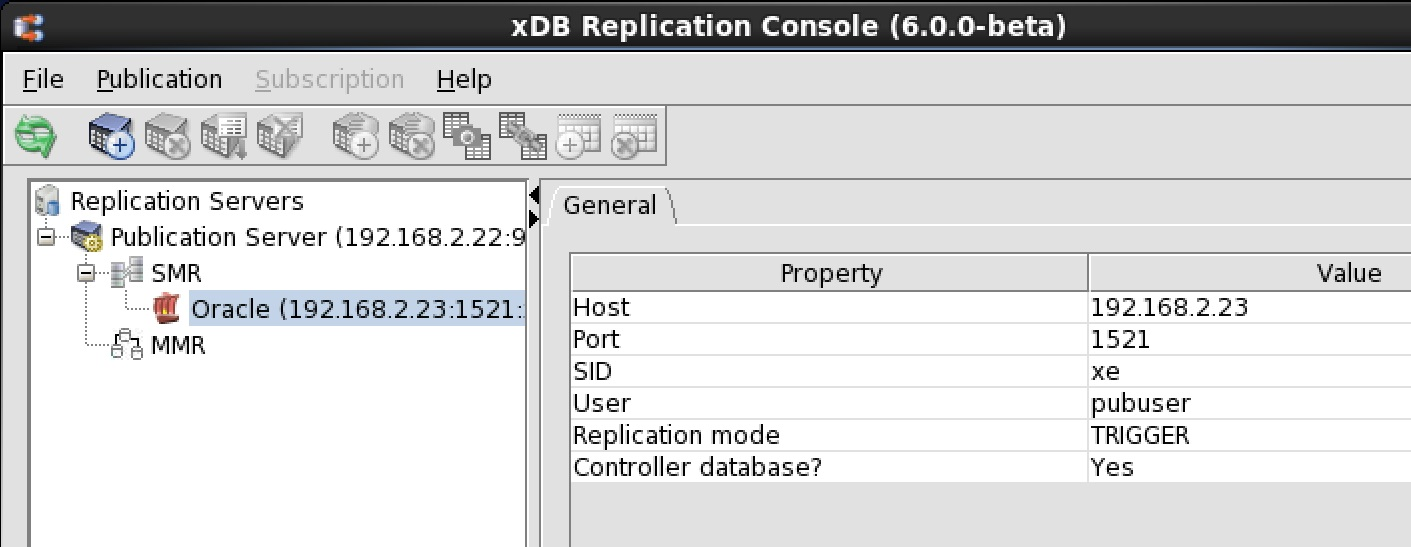 xDB Replication Console (6.0.0-beta)
File Publication Subscription Help
Replication Servers
Publication Server (192.168.2.22:9
SMR
Oracle (192.168.2.23:1521:
MMR
General
Property Value
Host 192.168.2.23
Port 1521
SID xe
User pubuser
Replication mode TRIGGER
Controller database? Yes